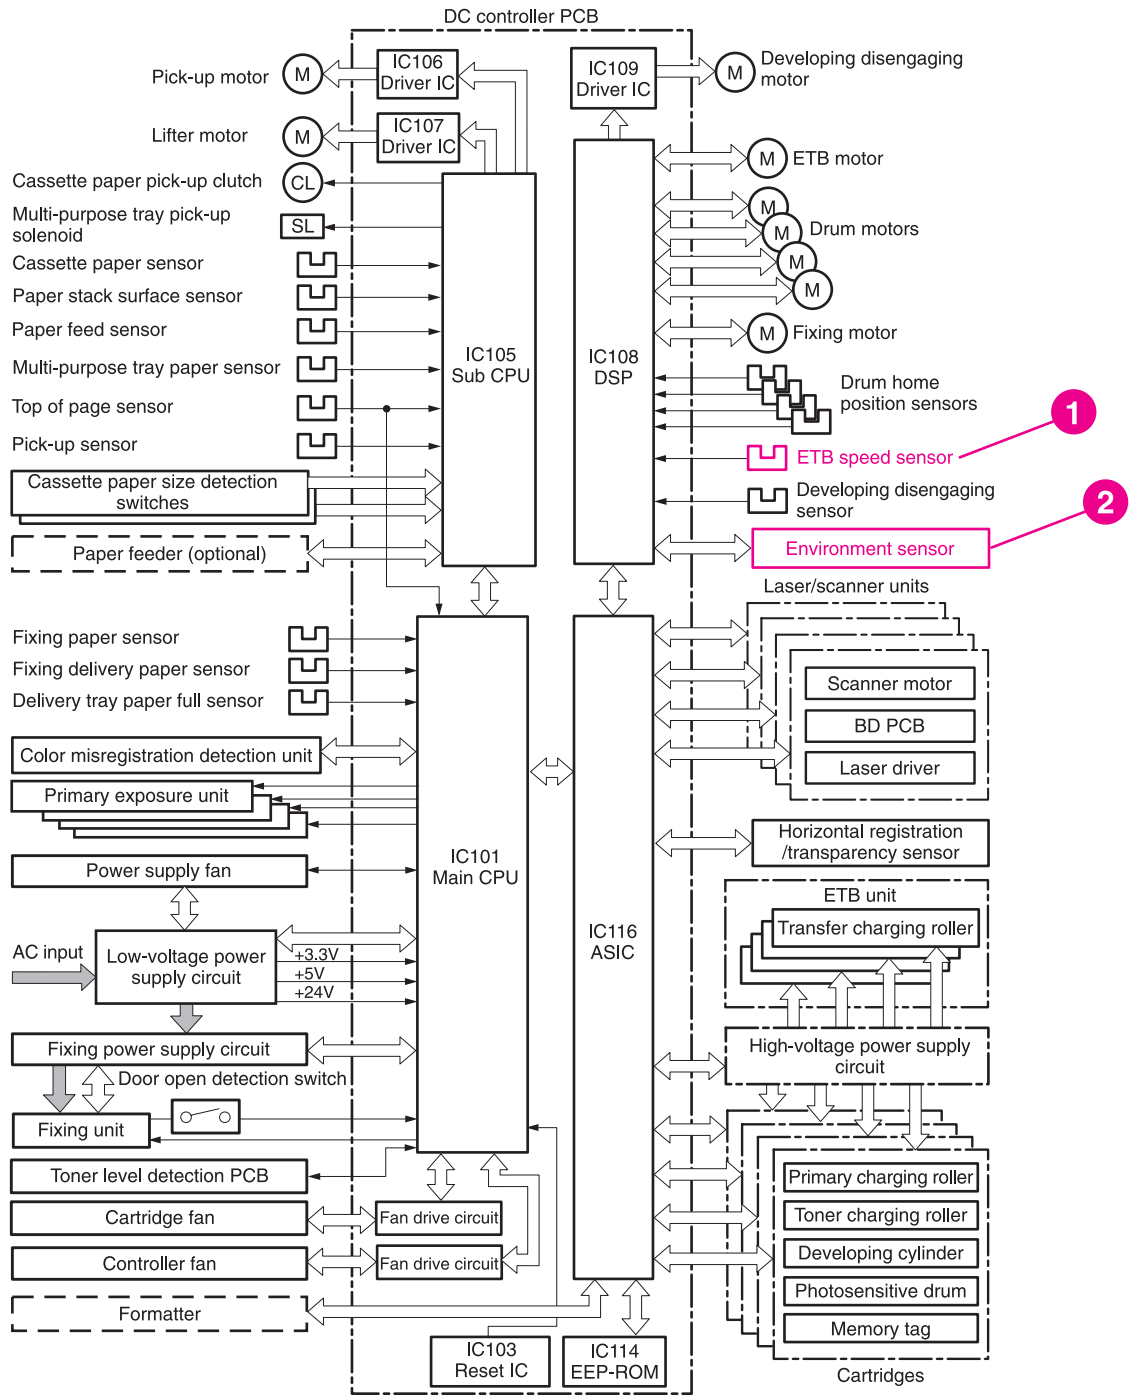 DC controller PCB
Pick-up motor
M
IC106
Driver IC
Lifter motor
M
IC107
Driver IC
Cassette paper pick-up clutch
CL
Multi-purpose tray pick-up
solenoid
SL
Cassette paper sensor
Paper stack surface sensor
Paper feed sensor
Multi-purpose tray paper sensor
Top of page sensor
Pick-up sensor
Cassette paper size detection
switches
Paper feeder (optional)
IC105
Sub CPU
IC109
Driver IC
M
Developing disengaging
motor
M
ETB motor
M
M
M
M
Drum motors
M
Fixing motor
IC108
DSP
Drum home
position sensors
1
ETB speed sensor
Developing disengaging
sensor
2
Environment sensor
Fixing paper sensor
Fixing delivery paper sensor
Delivery tray paper full sensor
Color misregistration detection unit
Primary exposure unit
Power supply fan
AC input
Low-voltage power
supply circuit
+3.3V
+5V
+24V
Fixing power supply circuit
Door open detection switch
Fixing unit
Toner level detection PCB
Cartridge fan
Fan drive circuit
Controller fan
Fan drive circuit
Formatter
IC101
Main CPU
IC103
Reset IC
IC114
EEP-ROM
IC116
ASIC
Laser/scanner units
Scanner motor
BD PCB
Laser driver
Horizontal registration
/transparency sensor
ETB unit
Transfer charging roller
High-voltage power supply
circuit
Primary charging roller
Toner charging roller
Developing cylinder
Photosensitive drum
Memory tag
Cartridges